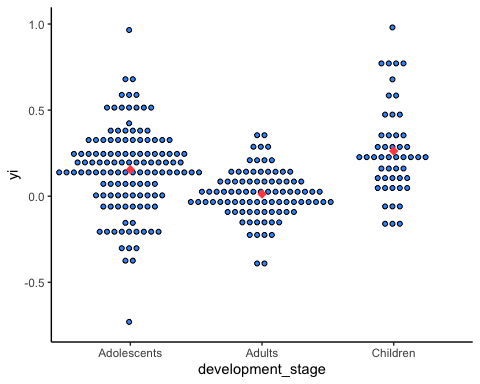 1.0
0.5
0.0
-0.5
yi
Adolescents Adults Children
development_stage